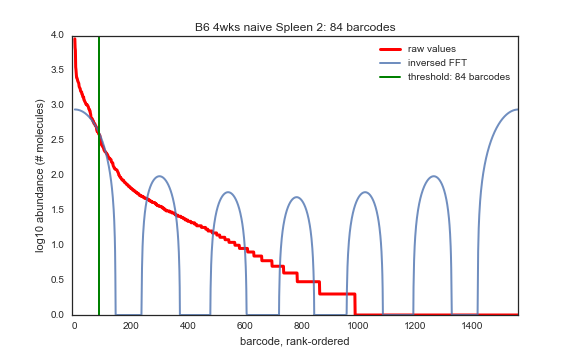 B6 4wks naive Spleen 2: 84 barcodes
raw values
inversed FFT
threshold: 84 barcodes
log10 abundance (# molecules)
4.0
3.5
3.0
2.5
2.0
1.5
1.0
0.5
0.0
0 200 400 600 800 1000 1200 1400
barcode, rank-ordered